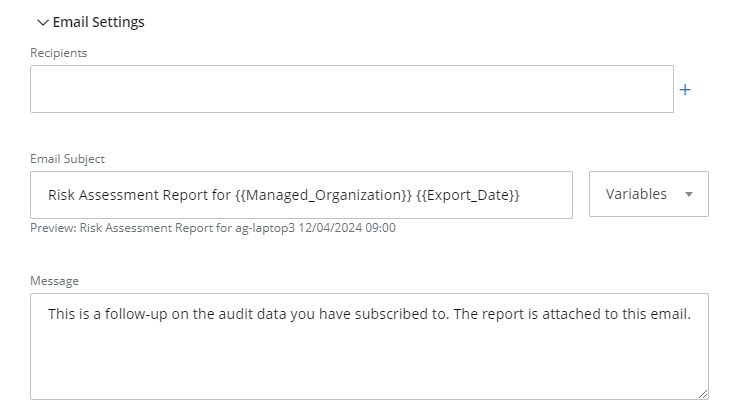 Email Settings
Recipients
+
Email Subject
Risk Assessment Report for {{Managed_Organization}} {{Export_Date}}
Variables
Preview: Risk Assessment Report for ag-laptop3 12/04/2024 09:00
Message
This is a follow-up on the audit data you have subscribed to. The report is attached to this email.